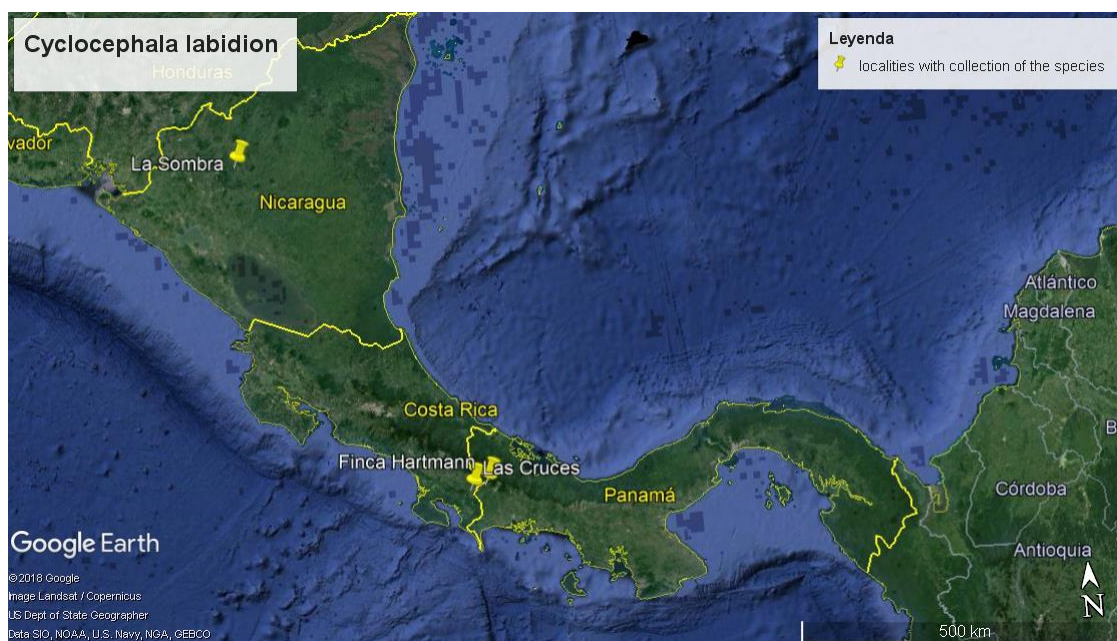 Cyclocephala labidion
Leyenda
localities with collection of the species
Honduras
vador
La Sombra
Nicaragua
Atlántico
Magdalena
Costa Rica
B
Finca Hartmann
Las Cruces
Panamá
Córdoba
Antioquia
Google Earth
©2018 Google
Image Landsat / Copernicus
US Dept of State Geographer
Data SIO, NOAA, U.S. Navy, NGA, GEBCO
N
500 km